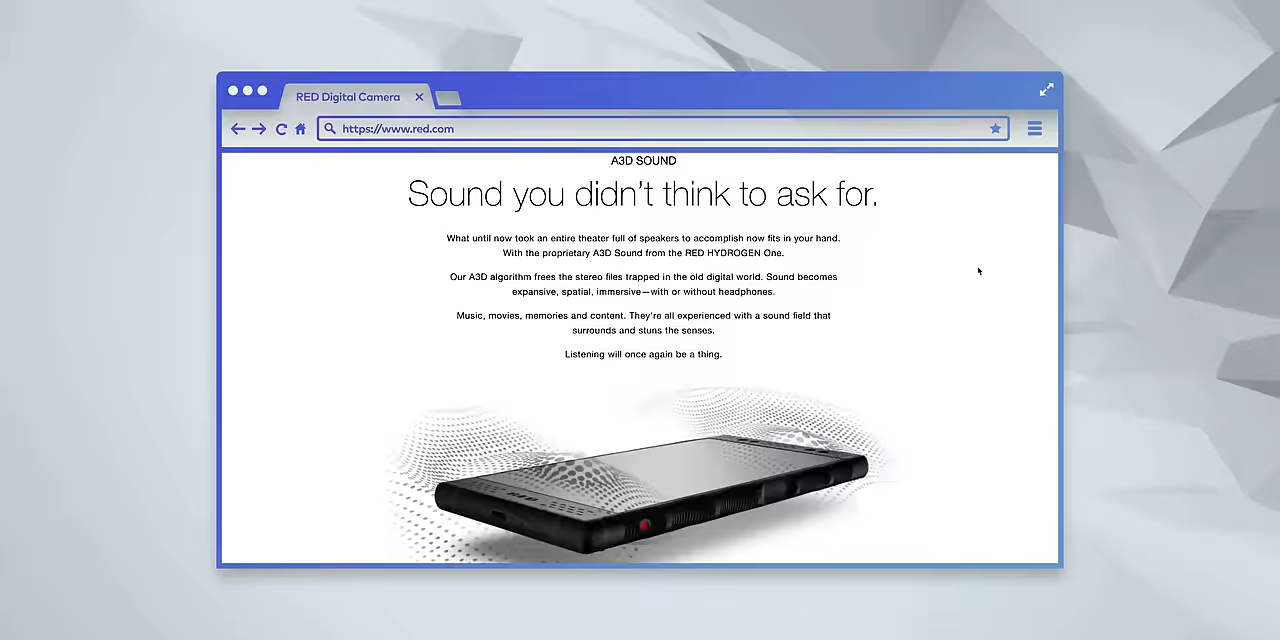 RED Digital Camera
https://www.red.com
A3D SOUND
Sound you didn't think to ask for.
What until now took an entire theater full of speakers to accomplish now fits in your hand.
With the proprietary A3D Sound from the RED HYDROGEN One.
Our A3D algorithm frees the stereo files trapped in the old digital world. Sound becomes
expansive, spatial, immersive—with or without headphones.
Music, movies, memories and content. They're all experienced with a sound field that
surrounds and stuns the senses.
Listening will once again be a thing.
RED